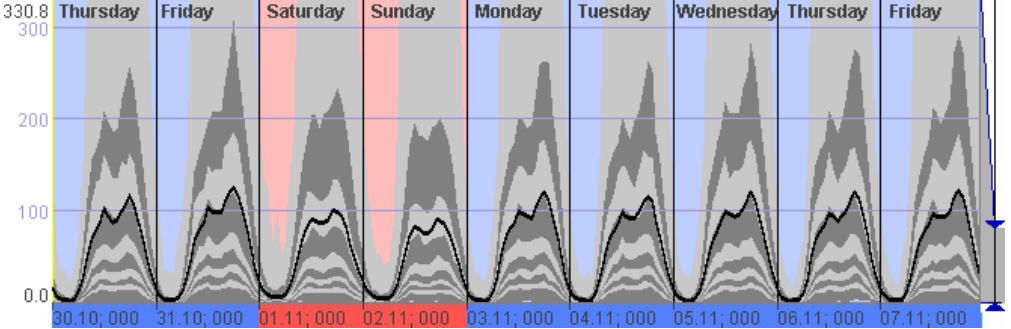 330.8 Thursday Friday Saturday Sunday Monday Tuesday Wednesday Thursday Friday
300
200
100
0.0
30.10; 000 31.10; 000 01.11; 000 02.11; 000 03.11; 000 04.11; 000 05.11; 000 06.11; 000 07.11; 000